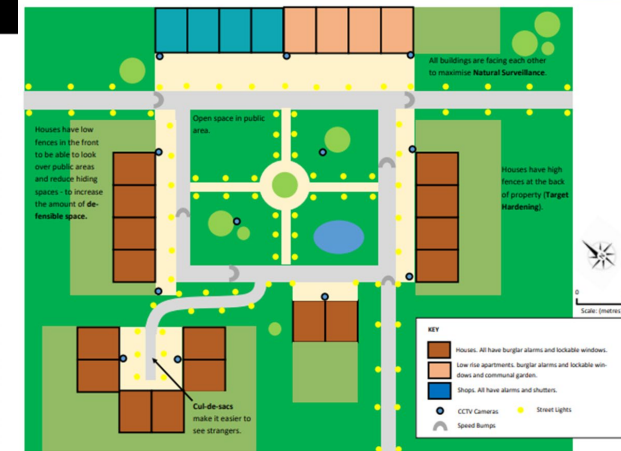 All buildings are facing each other
to maximise Natural Surveillance.
Open space in public
area.
Houses have low
fences in the front
to be able to look
over public areas
and reduce hiding
spaces - to increase
the amount of de-
fensible space.
Houses have high
fences at the back
of property (Target
Hardening).
0
Scale: (metres
KEY
Houses. All have burglar alarms and lockable windows.
Low rise apartments. burglar alarms and lockable win-
dows and communal garden.
Shops. All have alarms and shutters.
CCTV Cameras
Street Lights
Speed Bumps
Cul-de-sacs
make it easier to
see strangers.